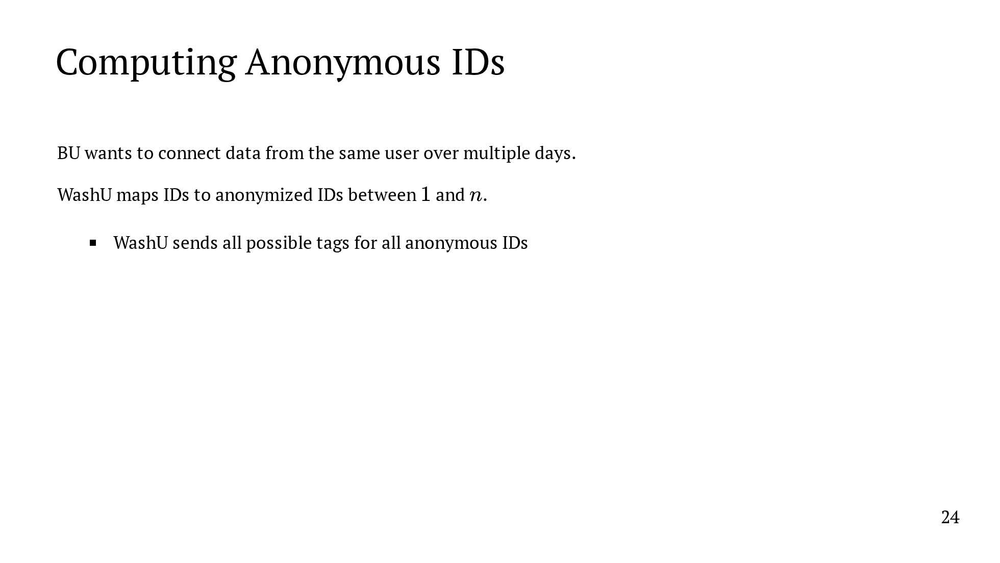 Computing Anonymous IDs
BU wants to connect data from the same user over multiple days.
WashU maps IDs to anonymized IDs between 1 and n.
▪ WashU sends all possible tags for all anonymous IDs
24